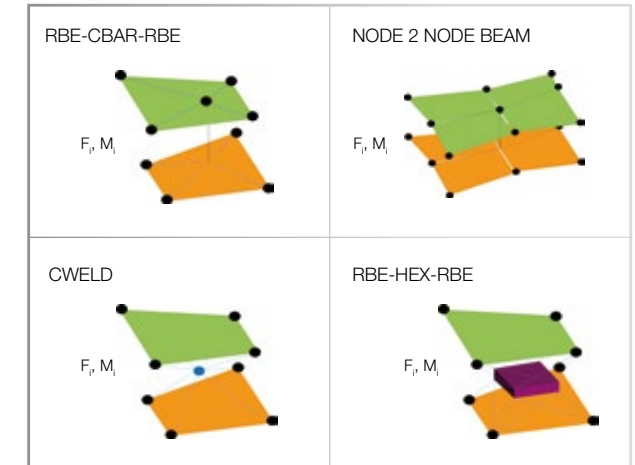 RBE-CBAR-RBE
Fi, Mi
NODE 2 NODE BEAM
Fi, Mi
CWELD
Fi, Mi
RBE-HEX-RBE
Fi, Mi